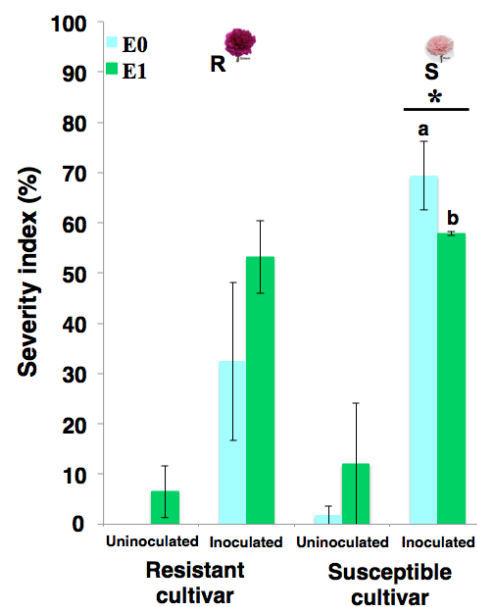 100
90
80
70
60
50
40
30
20
10
0
Severity index (%)
E0
E1
R
S
*
a
b
Uninoculated Inoculated Uninoculated Inoculated
Resistant
cultivar
Susceptible
cultivar